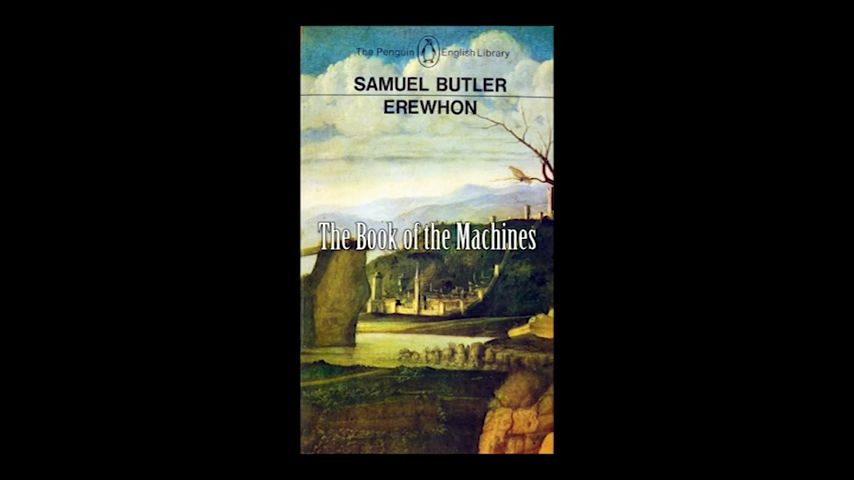 The Penguin English Library
SAMUEL BUTLER
EREWHON
The Book of the Machines